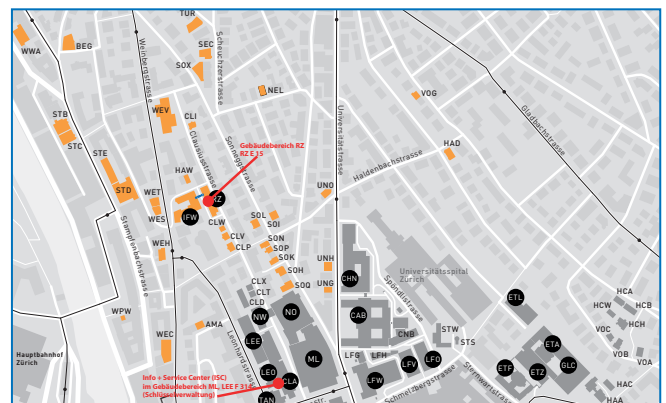 TUR
WWA
BEG
SEC
SOX
Weinbergstrasse
Scheuchzerstrasse
NEL
VOG
Universitätstrasse
Gladbachstrasse
WEV
CLI
STB
STC
Clausiusstrasse
Sonneggstrasse
Gebäudebereich RZ
RZ E 15
HAD
Haldenbachstrasse
STE
HAW
STD
WET
UNO
RZ
IFW
WES
CLW
SOL
SOI
CLV
SON
CLP
SOP
WEH
SOK
UNH
Stampfenbachstrasse
SOH
CHN
Universitätsspital
Zürich
CLX
SOQ
UNG
CLT
CLD
Spöndlistrasse
ETL
HCA
HCW
HCB
WPW
NW
NO
CAB
HCH
AMA
CNB
STW
VOC
Hauptbahnhof
Zürich
WEC
LEE
STS
ETA
VOB
VOA
Leonhardstrasse
ML
LFG
LFH
LFV
LFO
Info + Service Center (ISC)
im Gebäudebereich ML, LEE F 314
(Schlüsselverwaltung)
LEO
CLA
LFW
Schmelzbergstrasse
Sternwartstrasse
ETF
ETZ
GLC
HAC
HAA
TAN
str.